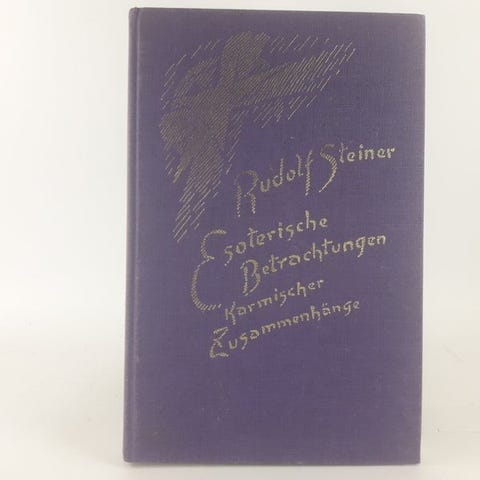 Rudolf Steiner
Esoterische
Betrachtungen
Karmischer
Zusammenhänge